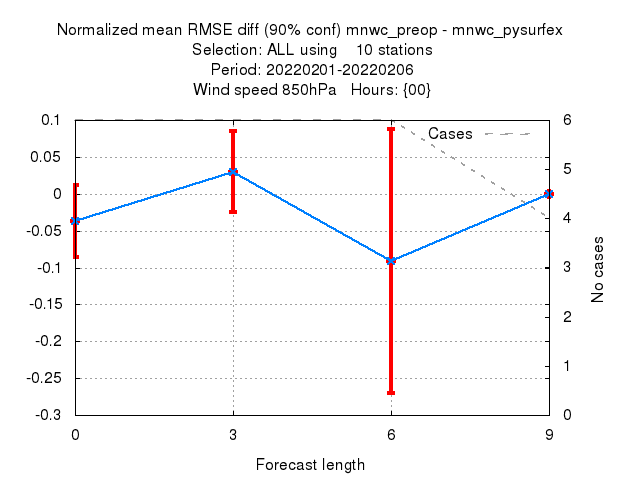 Normalized mean RMSE diff (90% conf) mnwc_preop - mnwc_pysurfex
Selection: ALL using    10 stations
Period: 20220201-20220206
Wind speed 850hPa   Hours: {00}
Cases
0.1
0.05
0
-0.05
-0.1
-0.15
-0.2
-0.25
-0.3
6
5
4
3
2
1
0
No cases
0 3 6 9
Forecast length